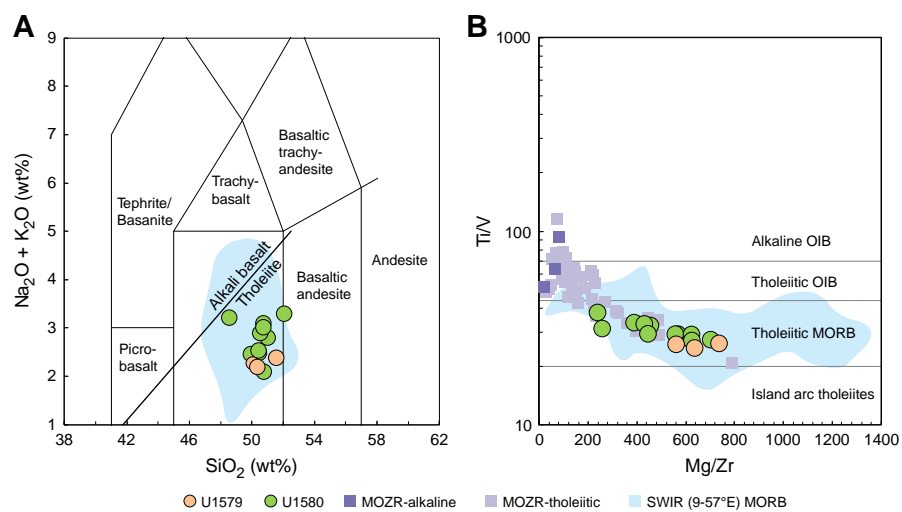 A
B
9
8
7
6
5
4
3
2
1
38
42
46
50
54
58
62
Na2O + K2O (wt%)
SiO2 (wt%)
Tephrite/
Basanite
Picro-
basalt
Trachy-
basalt
Basaltic
trachy-
andesite
Basaltic
andesite
Andesite
Alkali basalt
Tholeiite
1000
100
10
0
200
400
600
800
1000
1200
1400
Ti/V
Mg/Zr
Alkaline OIB
Tholeiitic OIB
Tholeiitic MORB
Island arc tholeiites
U1579
U1580
MOZR-alkaline
MOZR-tholeiitic
SWIR (9-57°E) MORB